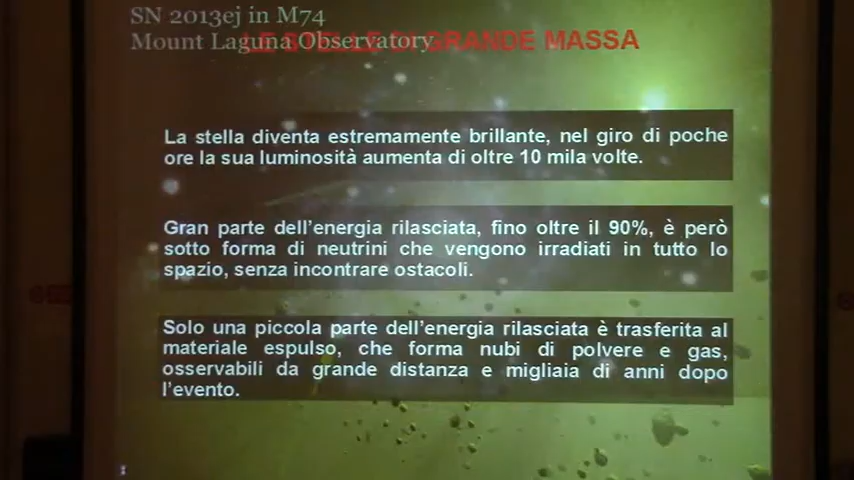 SN 2013ej in M74
Mount Laguna Observatory
LE STELLE DI GRANDE MASSA
La stella diventa estremamente brillante, nel giro di poche
ore la sua luminosità aumenta di oltre 10 mila volte.
Gran parte dell'energia rilasciata, fino oltre il 90%, è però
sotto forma di neutrini che vengono irradiati in tutto lo
spazio, senza incontrare ostacoli.
Solo una piccola parte dell'energia rilasciata è trasferita al
materiale espulso, che forma nubi di polvere e gas,
osservabili da grande distanza e migliaia di anni dopo
l'evento.